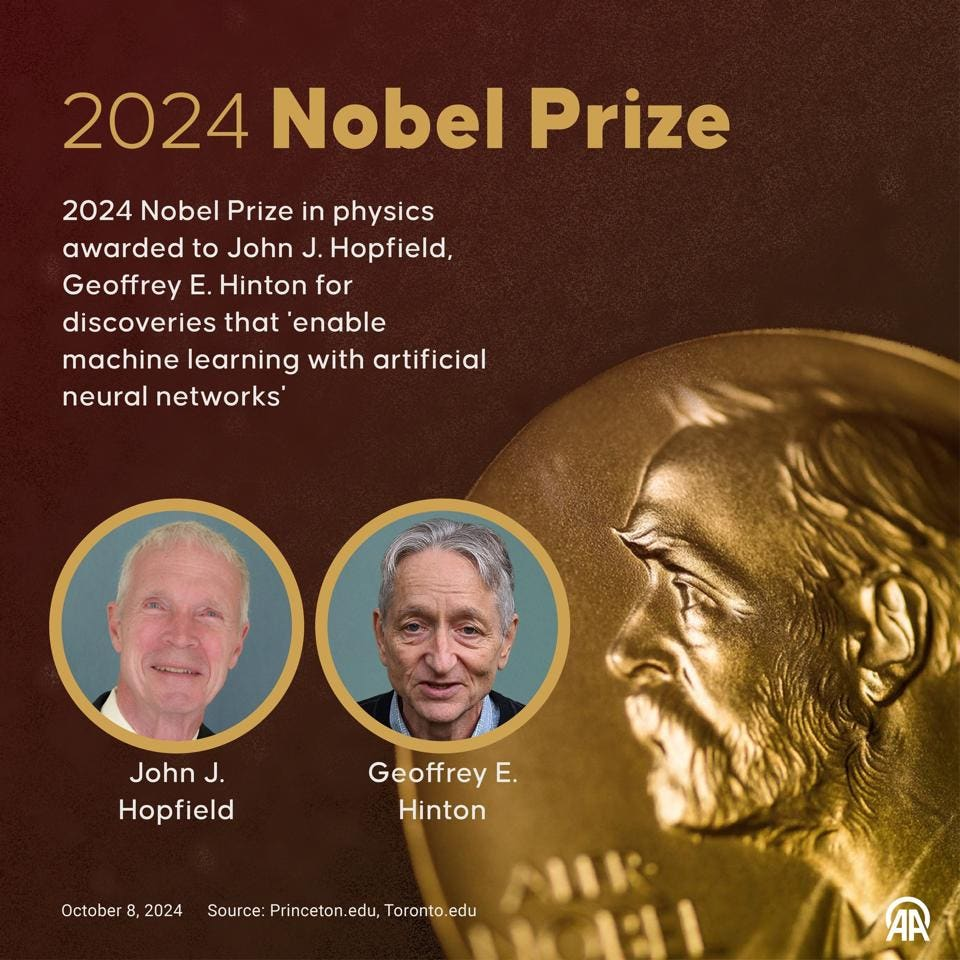 2024 Nobel Prize
2024 Nobel Prize in physics
awarded to John J. Hopfield,
Geoffrey E. Hinton for
discoveries that 'enable
machine learning with artificial
neural networks'
John J.
Hopfield
Geoffrey E.
Hinton
October 8, 2024 Source: Princeton.edu, Toronto.edu
AA